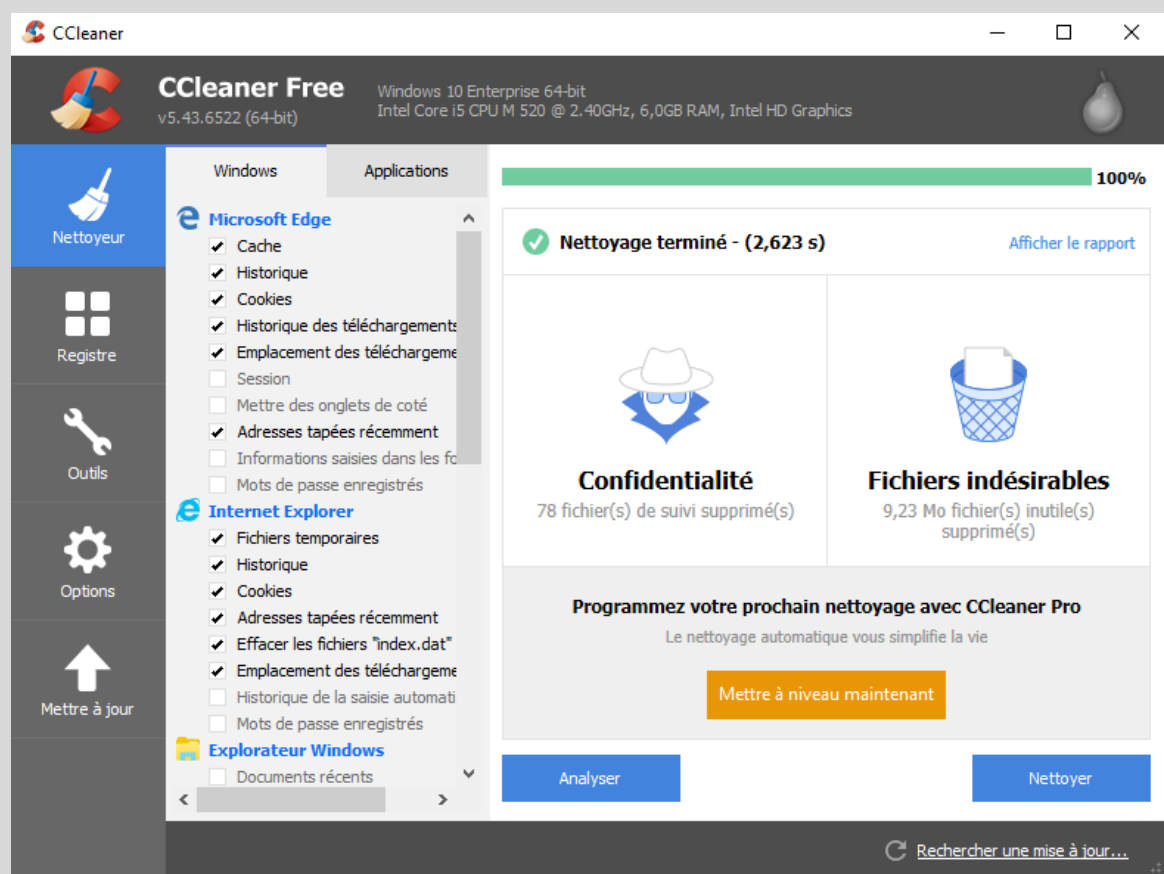 CCleaner
CCleaner Free
v5.43.6522 (64-bit)
Windows 10 Enterprise 64-bit
Intel Core i5 CPU M 520 @ 2.40GHz, 6,0GB RAM, Intel HD Graphics
Nettoyeur
Registre
Outils
Options
Mettre à jour
Windows
Applications
Microsoft Edge
Cache
Historique
Cookies
Historique des téléchargements
Emplacement des téléchargeme
Session
Mettre des onglets de coté
Adresses tapées récemment
Informations saisies dans les fo
Mots de passe enregistrés
Internet Explorer
Fichiers temporaires
Historique
Cookies
Adresses tapées récemment
Effacer les fichiers "index.dat"
Emplacement des téléchargeme
Historique de la saisie automati
Mots de passe enregistrés
Explorateur Windows
Documents récents
100%
Nettoyage terminé - (2,623 s)
Afficher le rapport
Confidentialité
78 fichier(s) de suivi supprimé(s)
Fichiers indésirables
9,23 Mo fichier(s) inutile(s)
supprimé(s)
Programmez votre prochain nettoyage avec CCleaner Pro
Le nettoyage automatique vous simplifie la vie
Mettre à niveau maintenant
Analyser
Nettoyer
Rechercher une mise à jour...